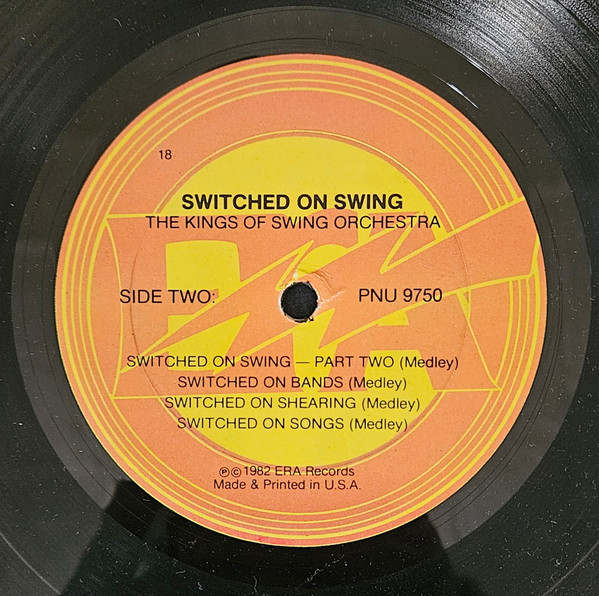 18
SWITCHED ON SWING
THE KINGS OF SWING ORCHESTRA
ERA
SIDE TWO: PNU 9750
SWITCHED ON SWING — PART TWO (Medley)
SWITCHED ON BANDS (Medley)
SWITCHED ON SHEARING (Medley)
SWITCHED ON SONGS (Medley)
℗©1982 ERA Records
Made & Printed in U.S.A.